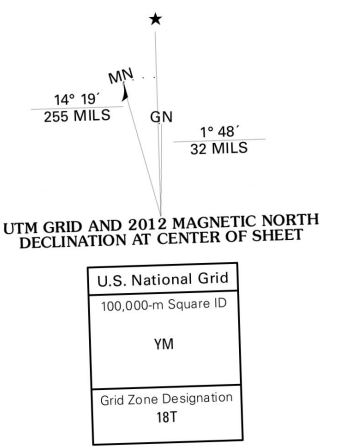 ★
MN
14° 19´
255 MILS
GN
1° 48´
32 MILS
UTM GRID AND 2012 MAGNETIC NORTH
DECLINATION AT CENTER OF SHEET
U.S. National Grid
100,000-m Square ID
YM
Grid Zone Designation
18T